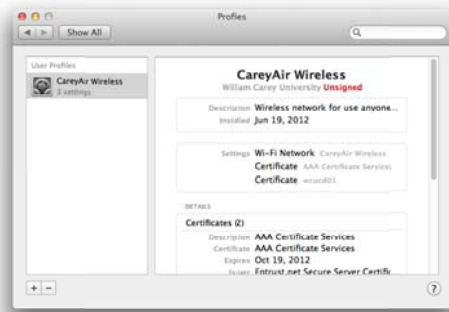 Profiles
Show All
User Profiles
CareyAir Wireless
3 settings
CareyAir Wireless
William Carey University Unsigned
Description Wireless network for use anyone...
Installed Jun 19, 2012
Settings Wi-Fi Network CareyAir Wireless
Certificate AAA Certificate Services
Certificate wcucd01
DETAILS
Certificates (2)
Description AAA Certificate Services
Certificate AAA Certificate Services
Expires Oct 19, 2012
Issuer Entrust.net Secure Server Certifik...
+ −
?